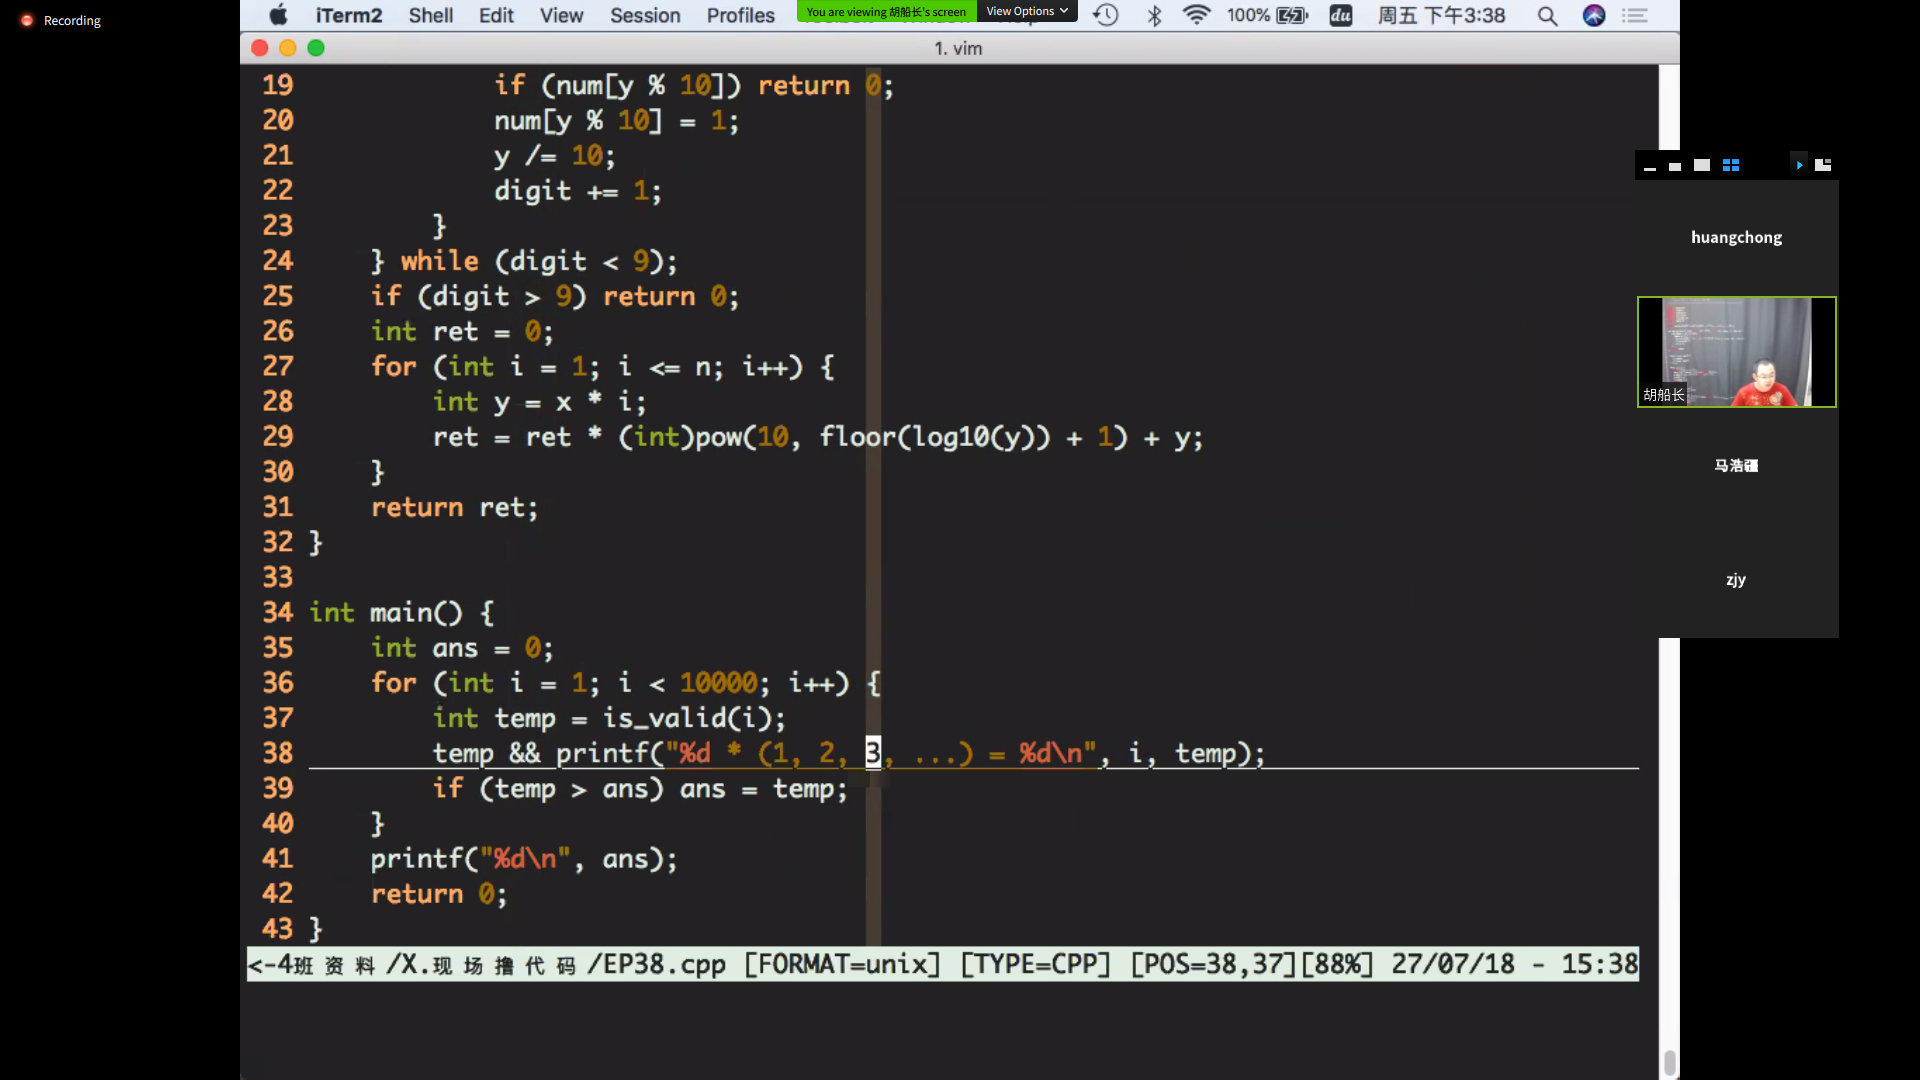 Recording
iTerm2 Shell Edit View Session Profiles
You are viewing 胡船长's screen
View Options
100%
du
周五 下午3:38
1. vim
19 if (num[y % 10]) return 0;
20 num[y % 10] = 1;
21 y /= 10;
22 digit += 1;
23 }
24 } while (digit < 9);
25 if (digit > 9) return 0;
26 int ret = 0;
27 for (int i = 1; i <= n; i++) {
28 int y = x * i;
29 ret = ret * (int)pow(10, floor(log10(y)) + 1) + y;
30 }
31 return ret;
32 }
33
34 int main() {
35 int ans = 0;
36 for (int i = 1; i < 10000; i++) {
37 int temp = is_valid(i);
38 temp && printf("%d * (1, 2, 3, ...) = %d\n", i, temp);
39 if (temp > ans) ans = temp;
40 }
41 printf("%d\n", ans);
42 return 0;
43 }
<-4班资料/X.现场撸代码/EP38.cpp [FORMAT=unix] [TYPE=CPP] [POS=38,37][88%] 27/07/18 - 15:38
huangchong
胡船长
马浩疆
zjy